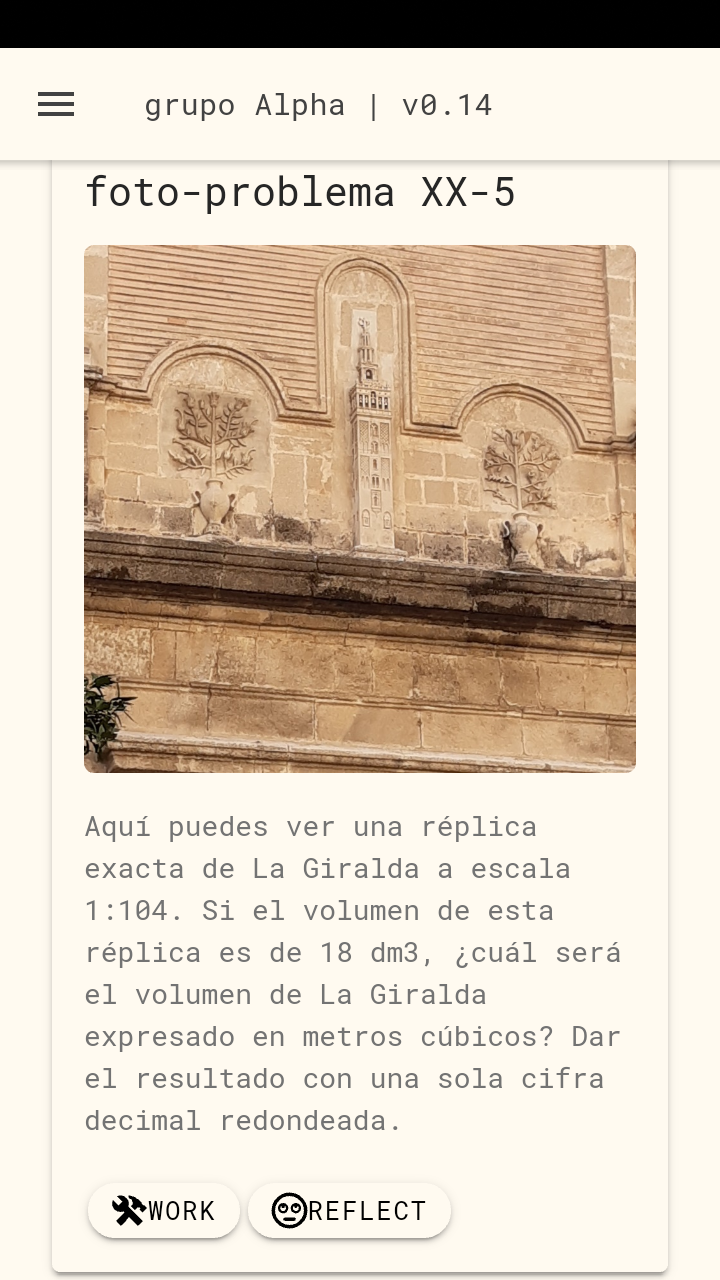 grupo Alpha | v0.14
foto-problema XX-5
Aquí puedes ver una réplica
exacta de La Giralda a escala
1:104. Si el volumen de esta
réplica es de 18 dm3, ¿cuál será
el volumen de La Giralda
expresado en metros cúbicos? Dar
el resultado con una sola cifra
decimal redondeada.
WORK
REFLECT